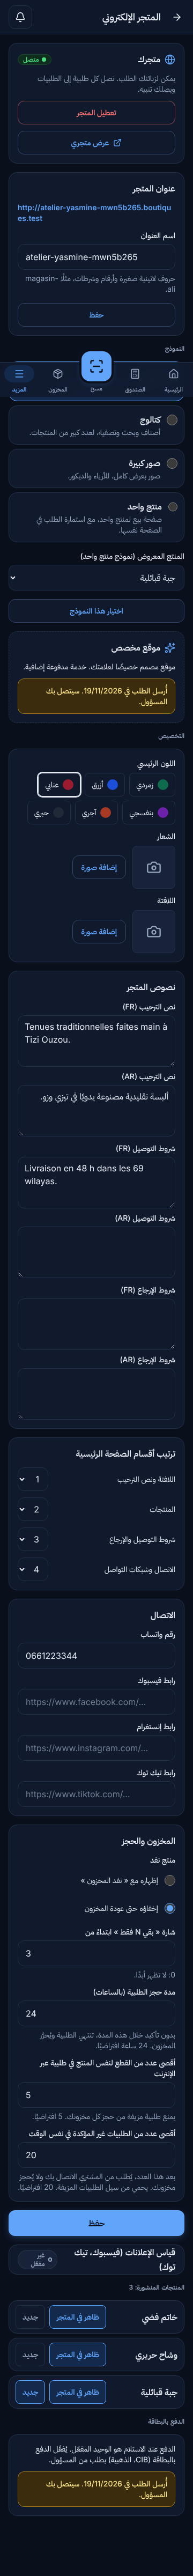 المتجر الإلكتروني
متجرك
متصل
يمكن لزبائنك الطلب. تصل كل طلبية إلى الطلبيات ويصلك تنبيه.
تعطيل المتجر
عرض متجري
عنوان المتجر
http://atelier-yasmine-mwn5b265.boutiqu
es.test
اسم العنوان
atelier-yasmine-mwn5b265
حروف لاتينية صغيرة وأرقام وشرطات، مثلًا magasin-
ali.
حفظ
النموذج
الرئيسية
الصندوق
مسح
المخزون
المزيد
كتالوج
أصناف وبحث وتصفية، لعدد كبير من المنتجات.
صور كبيرة
صور بعرض كامل، للأزياء والديكور.
منتج واحد
صفحة بيع لمنتج واحد، مع استمارة الطلب في
الصفحة نفسها.
المنتج المعروض (نموذج منتج واحد)
جبة قبائلية
اختيار هذا النموذج
موقع مخصص
موقع مصمم خصيصًا لعلامتك. خدمة مدفوعة إضافية.
أُرسل الطلب في 19/11/2026. سيتصل بك
المسؤول.
التخصيص
اللون الرئيسي
زمردي
أزرق
عنابي
بنفسجي
آجري
حبري
الشعار
إضافة صورة
اللافتة
إضافة صورة
نصوص المتجر
نص الترحيب (FR)
Tenues traditionnelles faites main à
Tizi Ouzou.
نص الترحيب (AR)
ألبسة تقليدية مصنوعة يدويًا في تيزي وزو.
شروط التوصيل (FR)
Livraison en 48 h dans les 69
wilayas.
شروط التوصيل (AR)
شروط الإرجاع (FR)
شروط الإرجاع (AR)
ترتيب أقسام الصفحة الرئيسية
اللافتة ونص الترحيب
1
المنتجات
2
شروط التوصيل والإرجاع
3
الاتصال وشبكات التواصل
4
الاتصال
رقم واتساب
0661223344
رابط فيسبوك
https://www.facebook.com/...
رابط إنستغرام
https://www.instagram.com/...
رابط تيك توك
https://www.tiktok.com/...
المخزون والحجز
منتج نفد
إظهاره مع « نفد المخزون »
إخفاؤه حتى عودة المخزون
شارة « بقي N فقط » ابتداءً من
3
0: لا تظهر أبدًا.
مدة حجز الطلبية (بالساعات)
24
بدون تأكيد خلال هذه المدة، تنتهي الطلبية ويُحرَّر
المخزون. 24 ساعة افتراضيًا.
أقصى عدد من القطع لنفس المنتج في طلبية عبر
الإنترنت
5
يمنع طلبية مزيفة من حجز كل مخزونك. 5 افتراضيًا.
أقصى عدد من الطلبيات غير المؤكدة في نفس الوقت
20
بعد هذا العدد، يُطلب من المشتري الاتصال بك ولا يُحجز
مخزونك. يحمي من سيل الطلبيات المزيفة. 20 افتراضيًا.
حفظ
قياس الإعلانات (فيسبوك، تيك
توك)
غير
مفعّل
المنتجات المنشورة: 3
خاتم فضي
ظاهر في المتجر
جديد
وشاح حريري
ظاهر في المتجر
جديد
جبة قبائلية
ظاهر في المتجر
جديد
الدفع بالبطاقة
الدفع عند الاستلام هو الوحيد المفعّل. يُفعَّل الدفع
بالبطاقة (CIB، الذهبية) بطلب من المسؤول.
أُرسل الطلب في 19/11/2026. سيتصل بك
المسؤول.